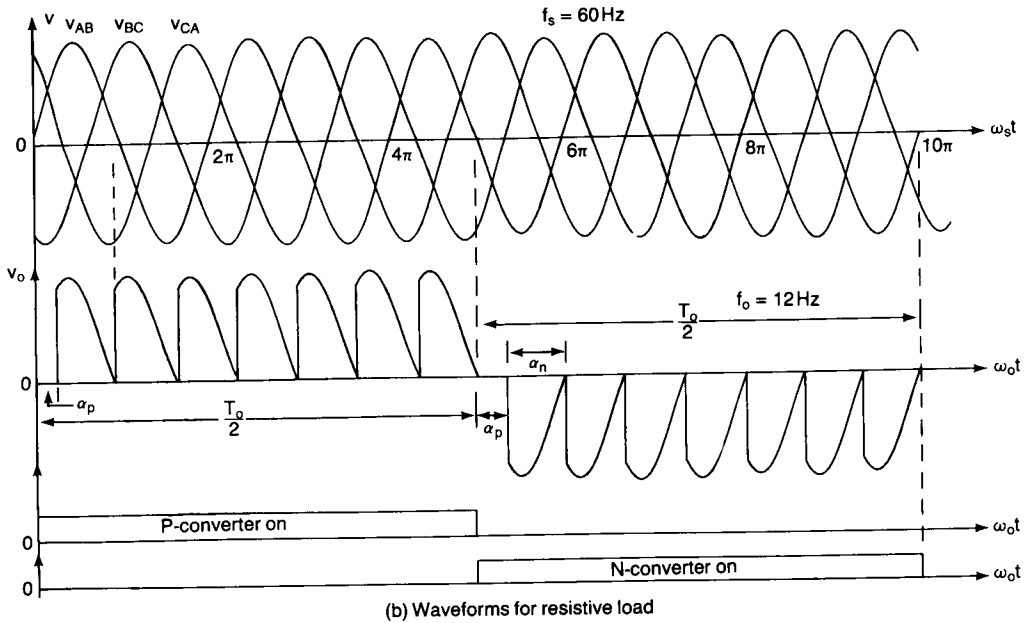 v v_AB v_BC v_CA f_s = 60 Hz
0 2π 4π 6π 8π 10π ω_s t
v_o
f_o = 12 Hz
T_o/2
α_n
0 ω_o t
α_p
T_o/2
α_p
P-converter on
0 ω_o t
N-converter on
0 ω_o t
(b) Waveforms for resistive load